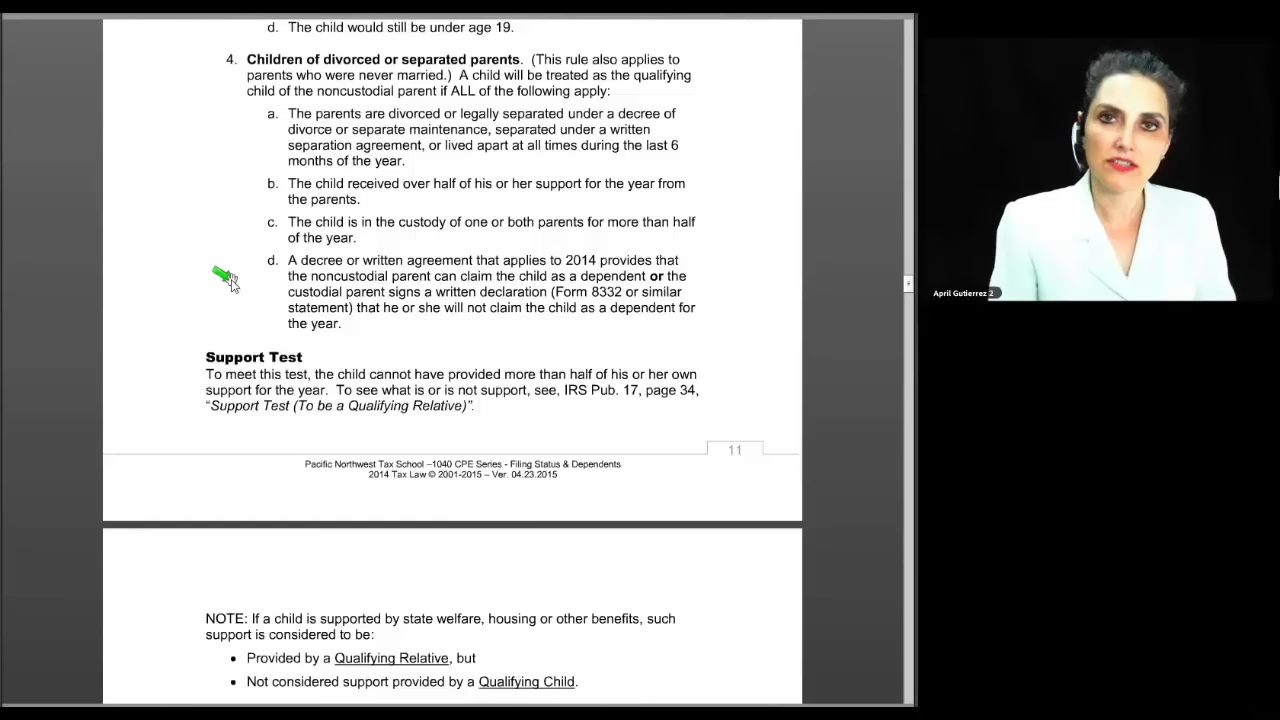 d. The child would still be under age 19.
4. Children of divorced or separated parents. (This rule also applies to
parents who were never married.) A child will be treated as the qualifying
child of the noncustodial parent if ALL of the following apply:
a. The parents are divorced or legally separated under a decree of
divorce or separate maintenance, separated under a written
separation agreement, or lived apart at all times during the last 6
months of the year.
b. The child received over half of his or her support for the year from
the parents.
c. The child is in the custody of one or both parents for more than half
of the year.
d. A decree or written agreement that applies to 2014 provides that
the noncustodial parent can claim the child as a dependent or the
custodial parent signs a written declaration (Form 8332 or similar
statement) that he or she will not claim the child as a dependent for
the year.
Support Test
To meet this test, the child cannot have provided more than half of his or her own
support for the year. To see what is or is not support, see, IRS Pub. 17, page 34,
“Support Test (To be a Qualifying Relative)”.
11
Pacific Northwest Tax School –1040 CPE Series - Filing Status & Dependents
2014 Tax Law © 2001-2015 – Ver. 04.23.2015
NOTE: If a child is supported by state welfare, housing or other benefits, such
support is considered to be:
• Provided by a Qualifying Relative, but
• Not considered support provided by a Qualifying Child.
April Gutierrez 2